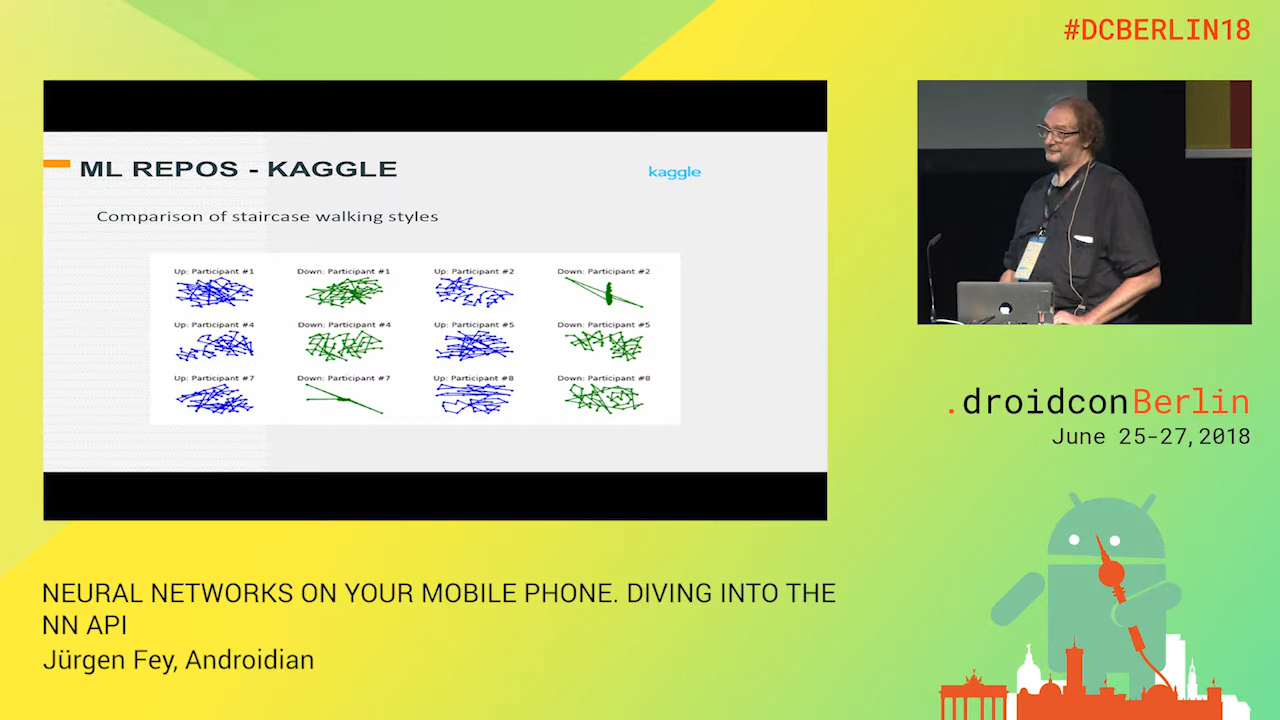 #DCBERLIN18
ML REPOS - KAGGLE
kaggle
Comparison of staircase walking styles
Up: Participant #1
Down: Participant #1
Up: Participant #2
Down: Participant #2
Up: Participant #4
Down: Participant #4
Up: Participant #5
Down: Participant #5
Up: Participant #7
Down: Participant #7
Up: Participant #8
Down: Participant #8
.droidconBerlin
June 25-27,2018
NEURAL NETWORKS ON YOUR MOBILE PHONE. DIVING INTO THE
NN API
Jürgen Fey, Androidian